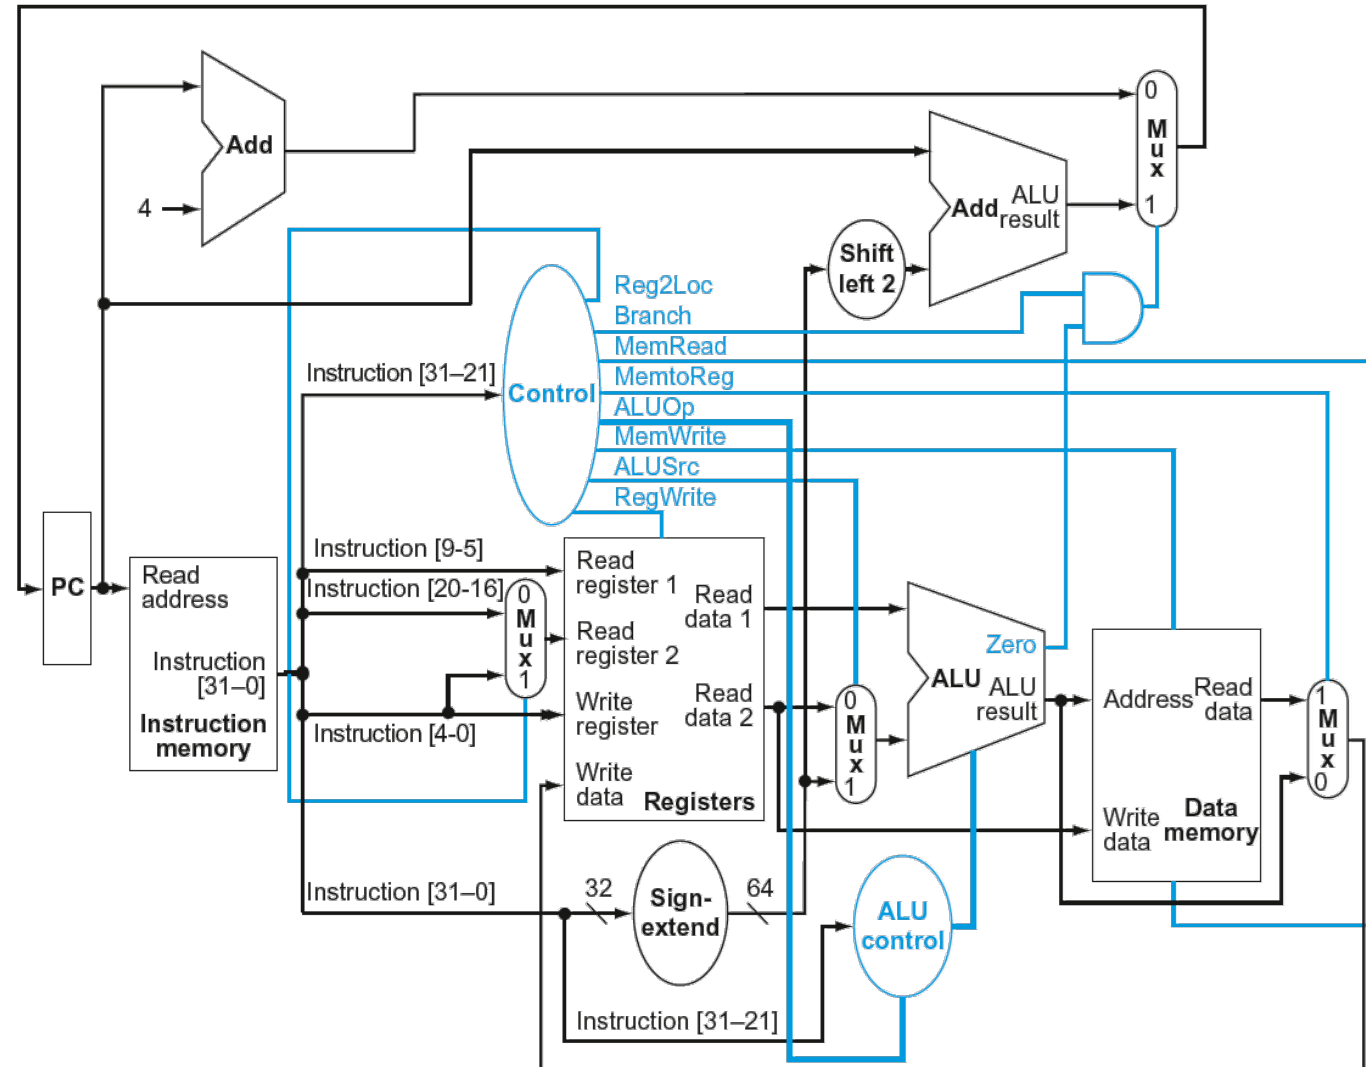 0
M
u
x
1
Add
4
Add
ALU
result
Shift
left 2
Reg2Loc
Branch
MemRead
MemtoReg
ALUOp
MemWrite
ALUSrc
RegWrite
Instruction [31–21]
Control
PC
Read
address
Instruction
[31–0]
Instruction
memory
Instruction [9-5]
Instruction [20-16]
Instruction [4-0]
0
M
u
x
1
Read
register 1
Read
register 2
Write
register
Write
data
Read
data 1
Read
data 2
Registers
0
M
u
x
1
Zero
ALU
ALU
result
Address
Read
data
Write
data
Data
memory
1
M
u
x
0
Instruction [31–0]
32
Sign-
extend
64
ALU
control
Instruction [31–21]